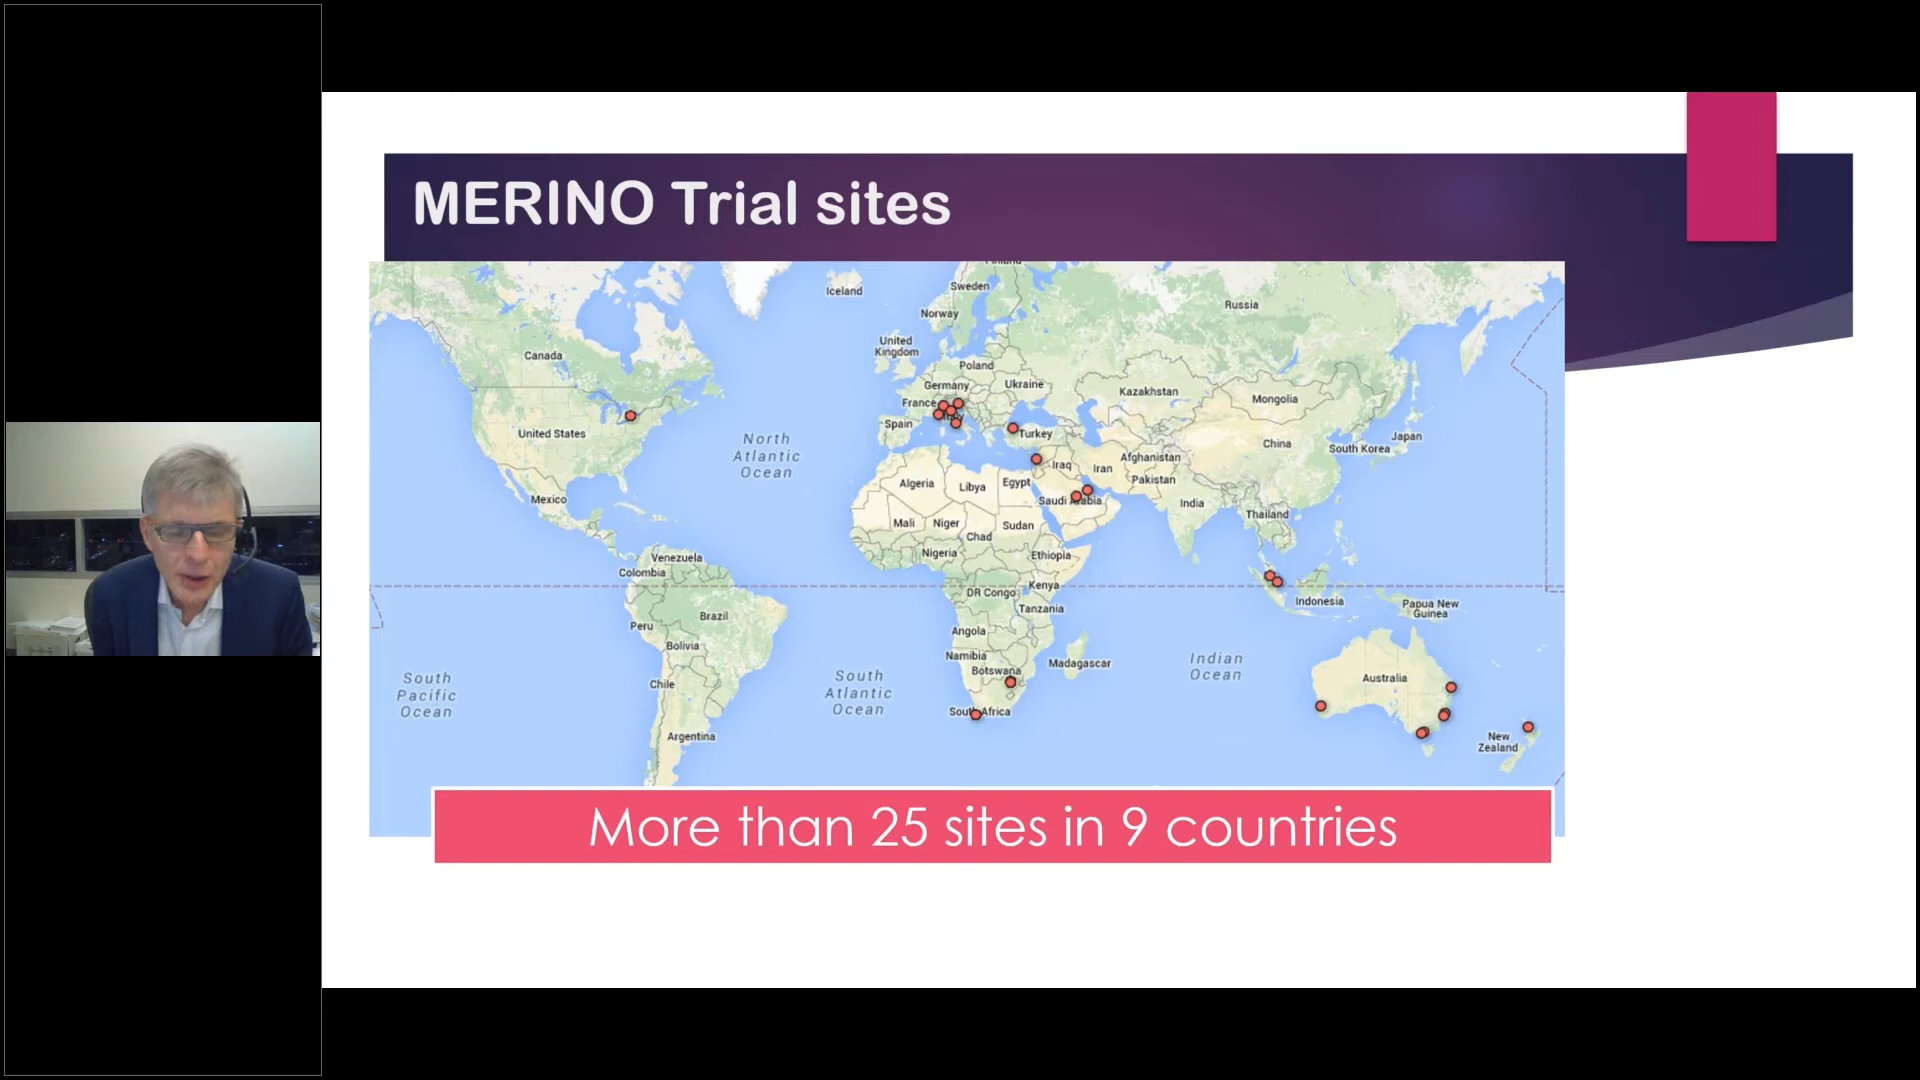 MERINO Trial sites
Finland
Iceland
Sweden
Russia
Norway
United
Kingdom
Canada
Poland
Germany
Ukraine
Kazakhstan
France
Mongolia
Italy
Spain
United States
Turkey
North
Atlantic
Ocean
China
Japan
South Korea
Afghanistan
Iraq
Iran
Pakistan
Algeria
Libya
Egypt
Mexico
Saudi Arabia
India
Thailand
Mali
Niger
Sudan
Chad
Nigeria
Ethiopia
Venezuela
Colombia
Kenya
DR Congo
Indonesia
Papua New
Guinea
Tanzania
Brazil
Peru
Angola
Bolivia
Namibia
Botswana
Madagascar
Indian
Ocean
South
Pacific
Ocean
South
Atlantic
Ocean
Chile
Australia
South Africa
Argentina
New
Zealand
More than 25 sites in 9 countries